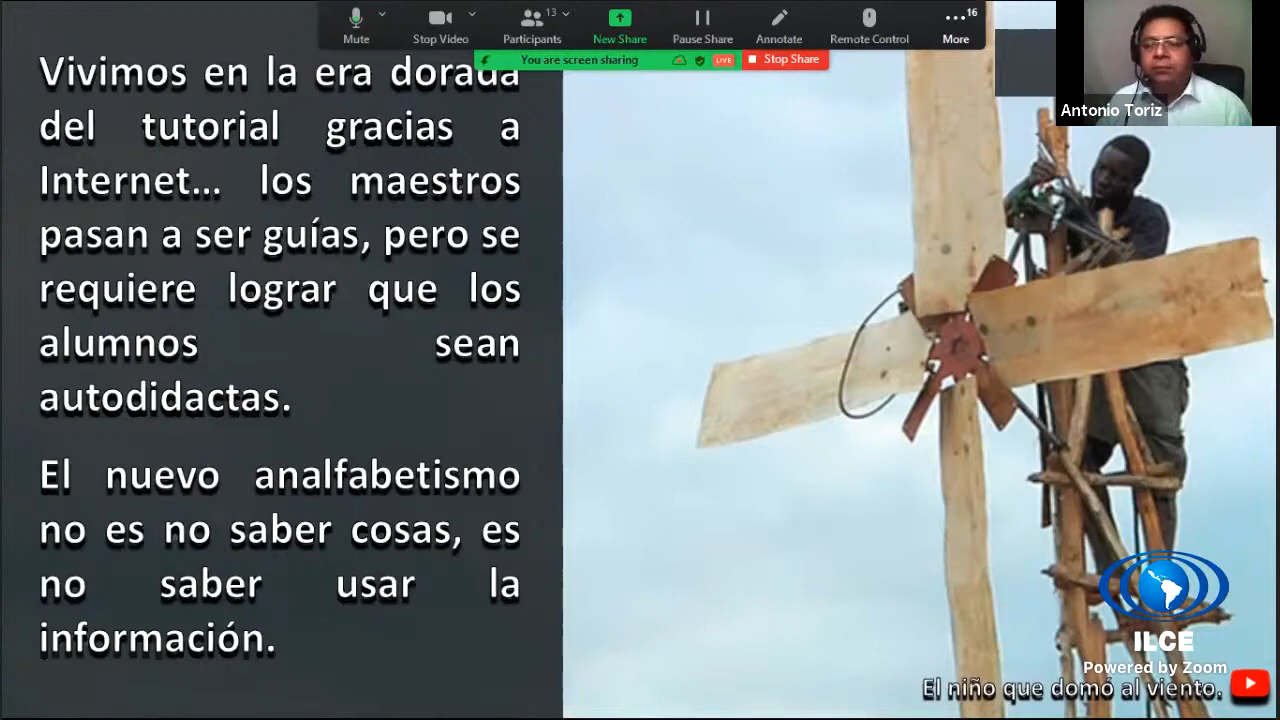 13
16
Mute
Stop Video
Participants
New Share
Pause Share
Annotate
Remote Control
More
You are screen sharing
LIVE
Stop Share
Antonio Toriz
Vivimos en la era dorada
del tutorial gracias a
Internet... los maestros
pasan a ser guías, pero se
requiere lograr que los
alumnos sean
autodidactas.
El nuevo analfabetismo
no es no saber cosas, es
no saber usar la
información.
ILCE
Powered by Zoom
El niño que domó al viento.